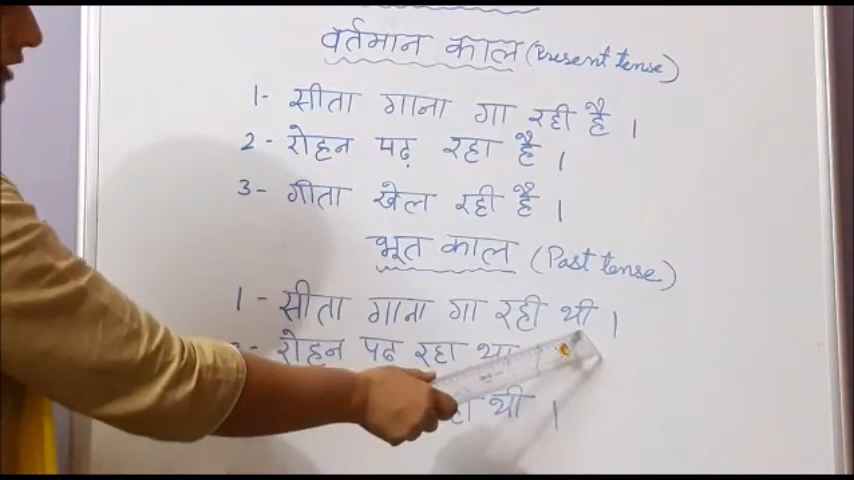 वर्तमान काल (Present tense)
1- सीता गाना गा रही है ।
2 - रोहन पढ़ रहा है ।
3- गीता खेल रही है ।
भूत काल (Past tense)
1 - सीता गाना गा रही थी ।
रोहन पढ रहा था
थी ।